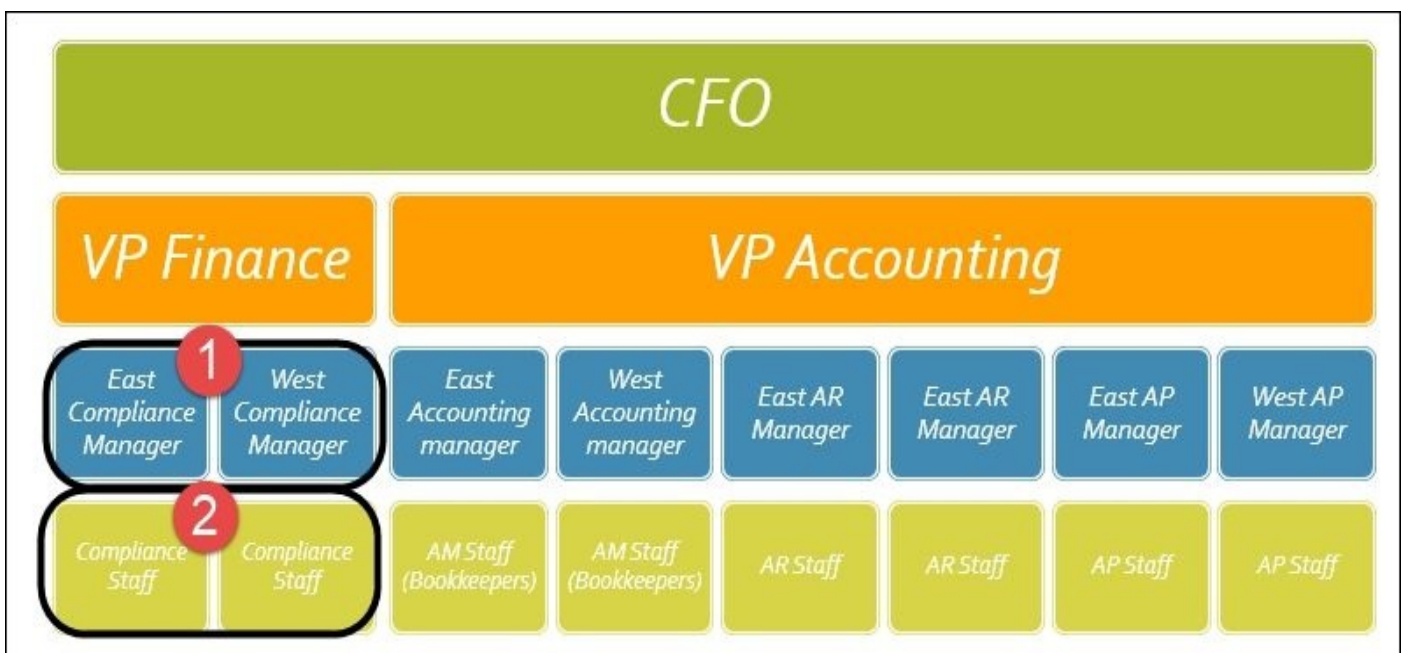 CFO
VP Finance
VP Accounting
1
East
Compliance
Manager
West
Compliance
Manager
East
Accounting
manager
West
Accounting
manager
East AR
Manager
East AR
Manager
East AP
Manager
West AP
Manager
2
Compliance
Staff
Compliance
Staff
AM Staff
(Bookkeepers)
AM Staff
(Bookkeepers)
AR Staff
AR Staff
AP Staff
AP Staff